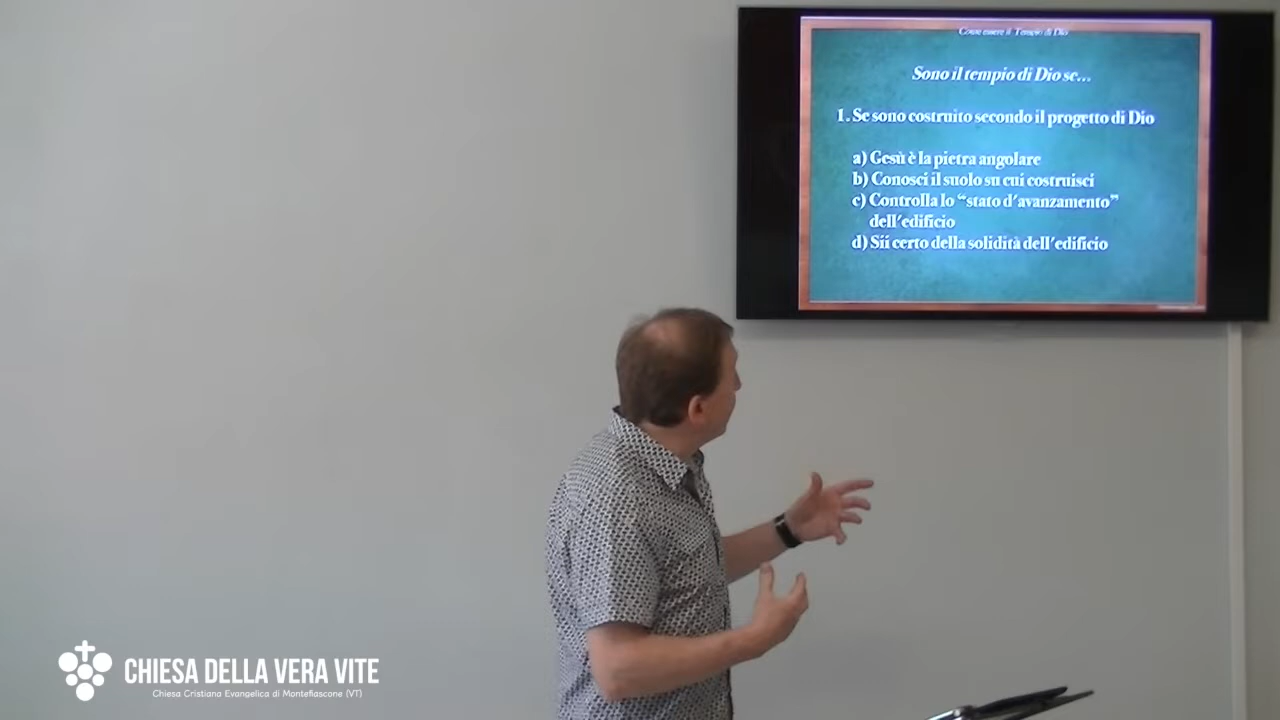 Come essere il Tempio di Dio
Sono il tempio di Dio se...
1. Se sono costruito secondo il progetto di Dio
a) Gesù è la pietra angolare
b) Conosci il suolo su cui costruisci
c) Controlla lo “stato d'avanzamento”
dell'edificio
d) Sii certo della solidità dell'edificio
CHIESA DELLA VERA VITE
Chiesa Cristiana Evangelica di Montefiascone (VT)